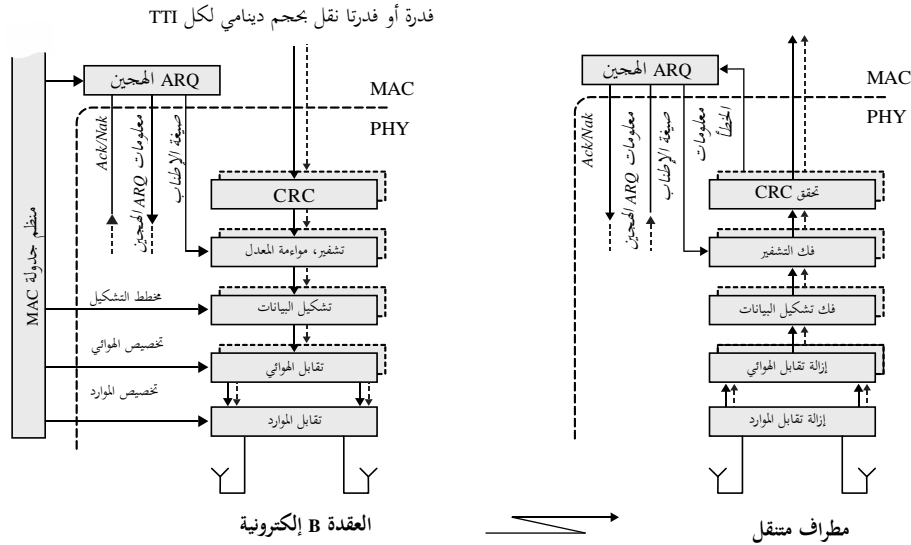 فدرة أو فدرتا نقل بحجم دينامي لكل TTI
ARQ الهجين
MAC
PHY
Ack/Nak
معلومات ARQ الهجين
صيغة الإطناب
CRC
تشفير، مواءمة المعدل
تشكيل البيانات
تقابل الهوائي
تقابل الموارد
منظم جدولة MAC
مخطط التشكيل
تخصيص الهوائي
تخصيص الموارد
العقدة B إلكترونية
ARQ الهجين
MAC
PHY
Ack/Nak
معلومات ARQ الهجين
صيغة الإطناب
معلومات
الخطأ
تحقق CRC
فك التشفير
فك تشكيل البيانات
إزالة تقابل الهوائي
إزالة تقابل الموارد
مطراف متنقل